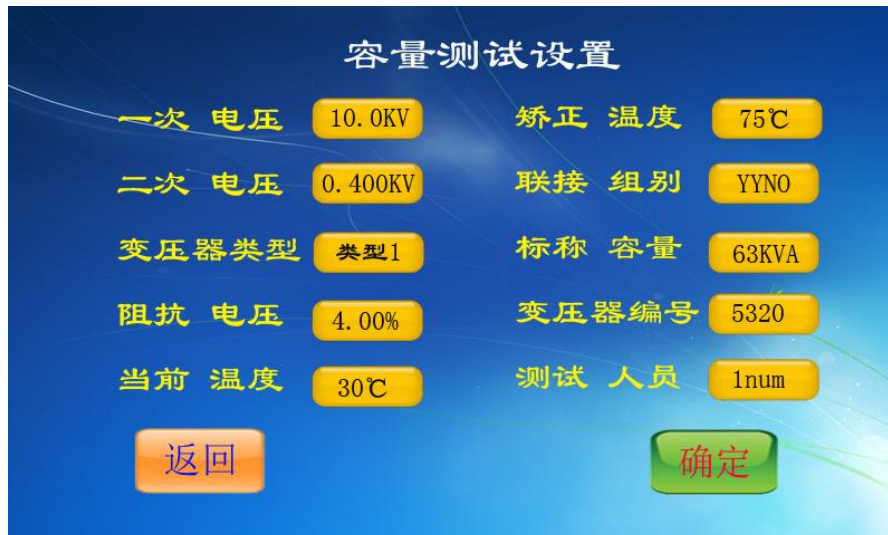 容量测试设置
一次 电压 10.0KV 矫正 温度 75℃
二次 电压 0.400KV 联接 组别 YYNO
变压器类型 类型1 标称 容量 63KVA
阻抗 电压 4.00% 变压器编号 5320
当前 温度 30℃ 测试 人员 1num
返回 确定